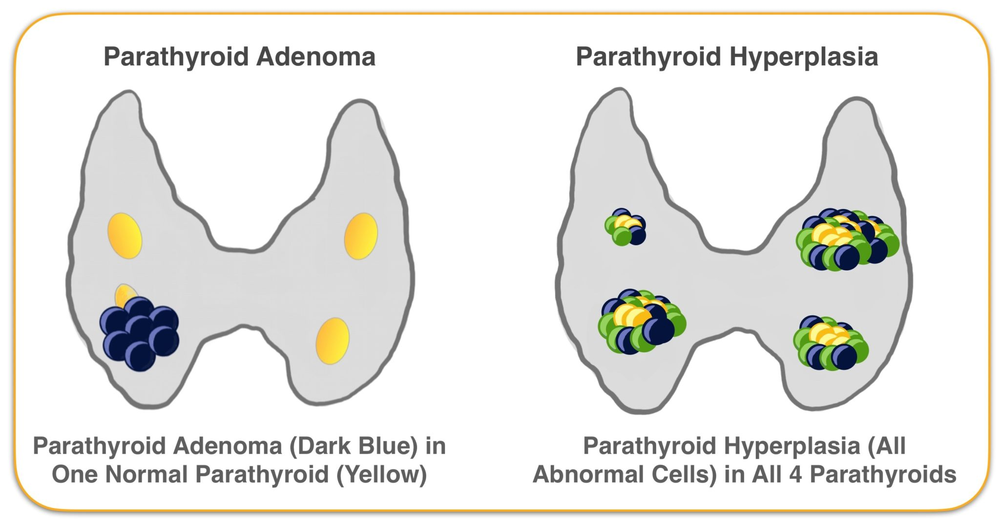 Parathyroid Adenoma
Parathyroid Hyperplasia
Parathyroid Adenoma (Dark Blue) in
One Normal Parathyroid (Yellow)
Parathyroid Hyperplasia (All
Abnormal Cells) in All 4 Parathyroids